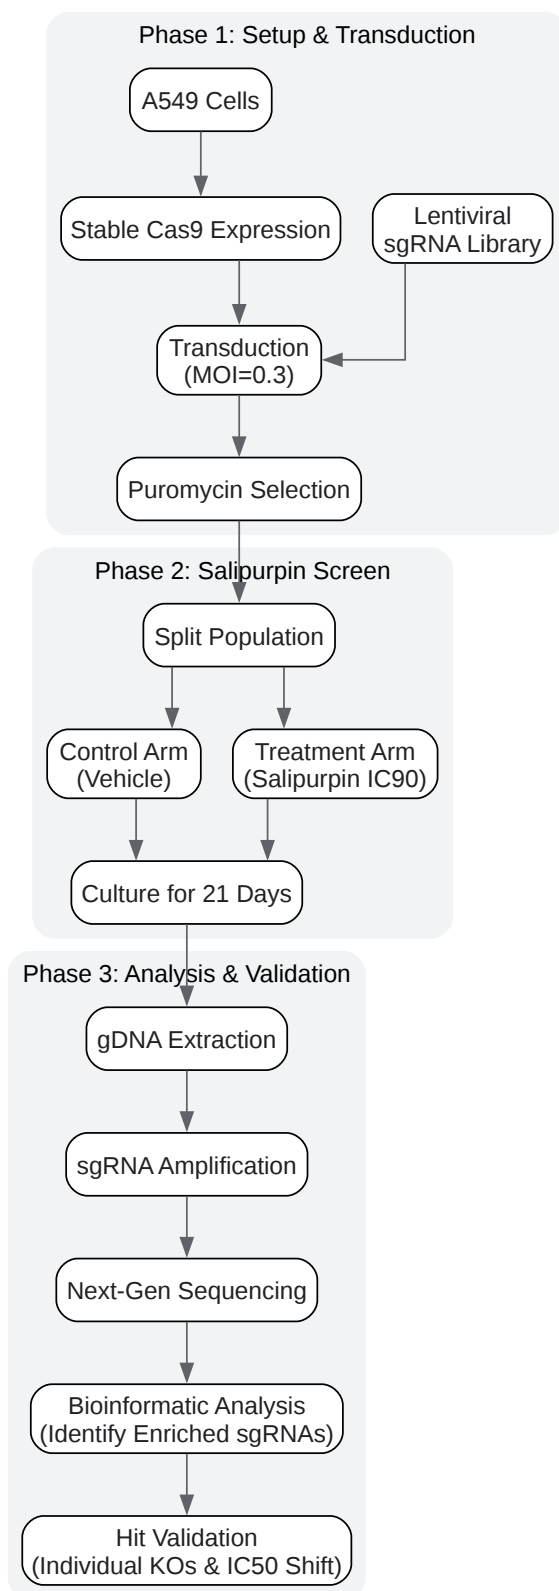 Phase 1: Setup & Transduction
A549 Cells
Stable Cas9 Expression
Lentiviral
sgRNA Library
Transduction
(MOI=0.3)
Puromycin Selection
Phase 2: Salipurpin Screen
Split Population
Control Arm
(Vehicle)
Treatment Arm
(Salipurpin IC90)
Culture for 21 Days
Phase 3: Analysis & Validation
gDNA Extraction
sgRNA Amplification
Next-Gen Sequencing
Bioinformatic Analysis
(Identify Enriched sgRNAs)
Hit Validation
(Individual KOs & IC50 Shift)